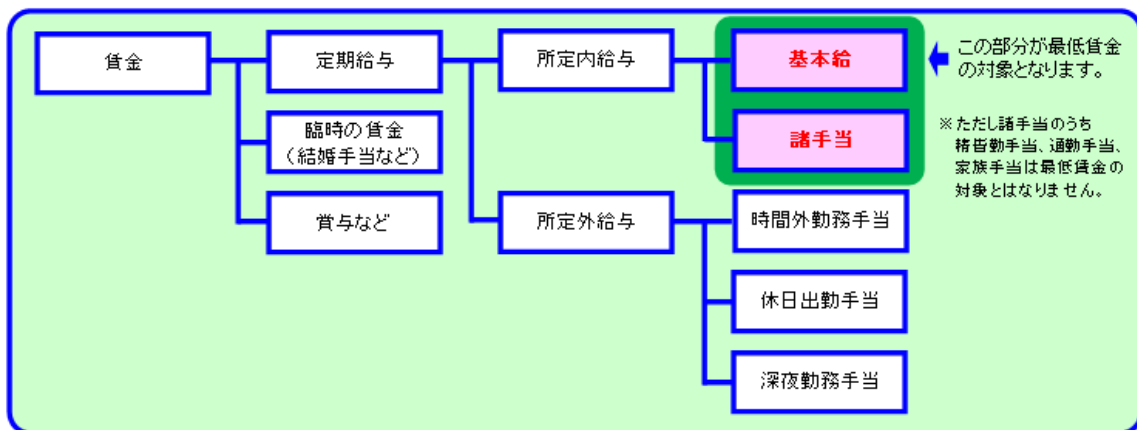 賃金
定期給与
所定内給与
基本給
この部分が最低賃金
の対象となります。
臨時の賃金
(結婚手当など)
諸手当
※ただし諸手当のうち
精皆勤手当、通勤手当、
家族手当は最低賃金の
対象とはなりません。
賞与など
所定外給与
時間外勤務手当
休日出勤手当
深夜勤務手当